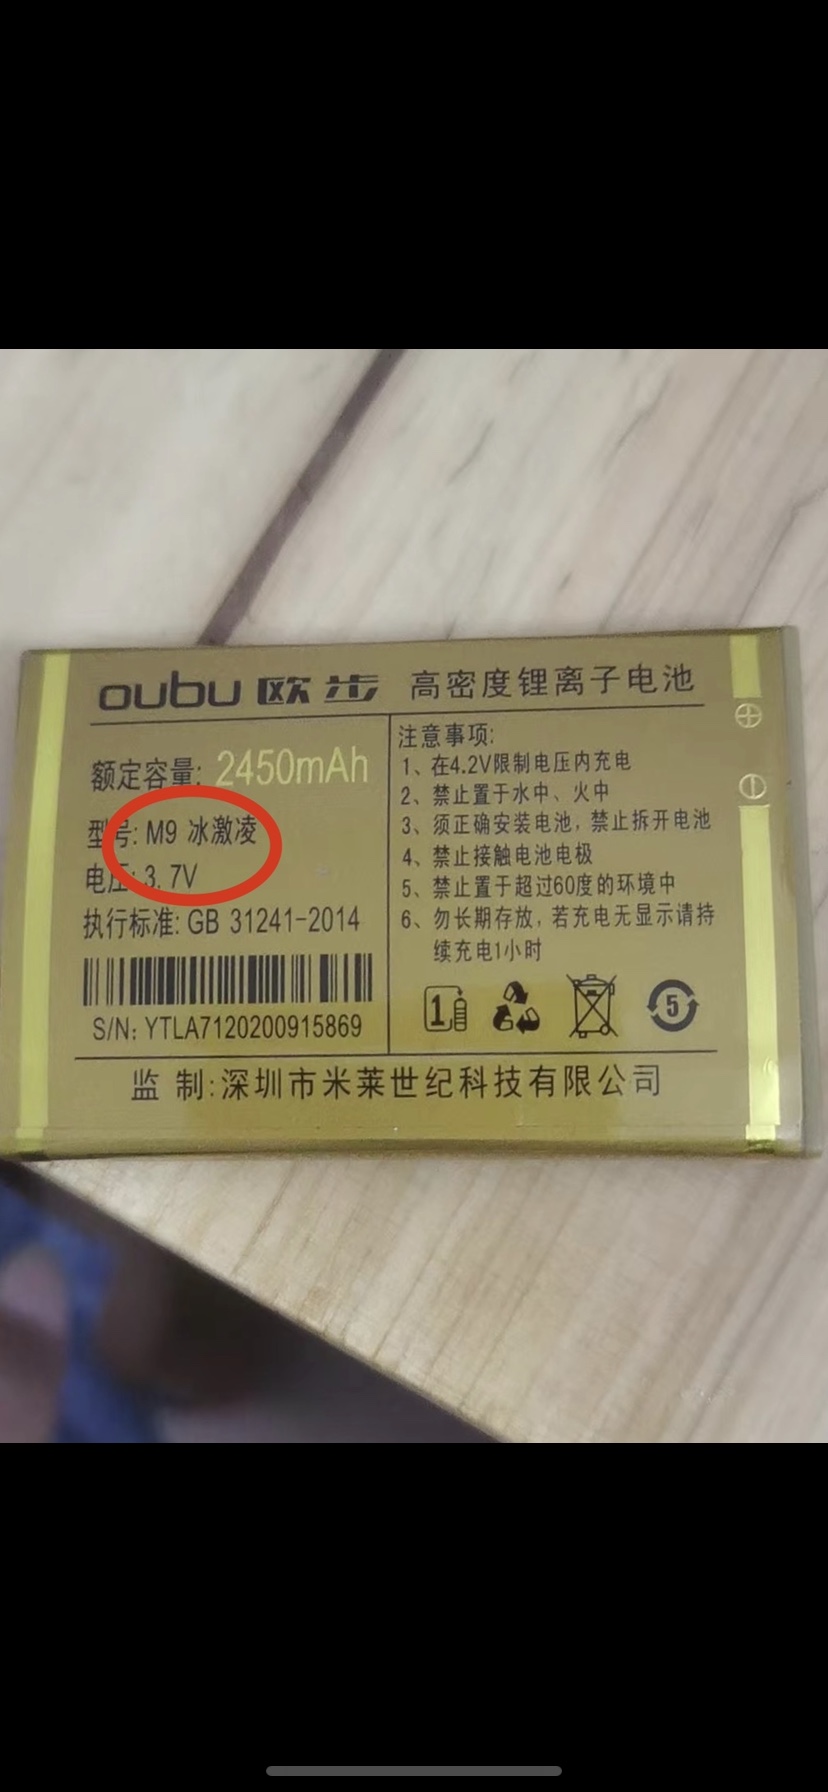 oubu 欧步 高密度锂离子电池
额定容量: 2450mAh
型号: M9 冰激凌
电压: 3.7V
执行标准: GB 31241-2014
S/N: YTLA7120200915869
注意事项:
1、在4.2V限制电压内充电
2、禁止置于水中、火中
3、须正确安装电池，禁止拆开电池
4、禁止接触电池电极
5、禁止置于超过60度的环境中
6、勿长期存放，若充电无显示请持
续充电1小时
1
5
监 制:深圳市米莱世纪科技有限公司